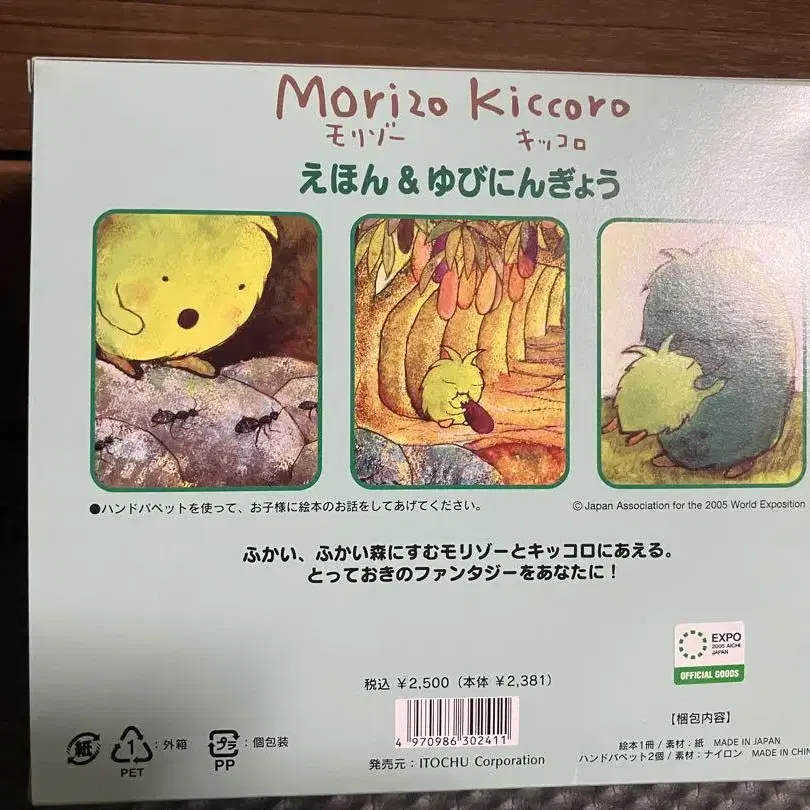 Morizo Kiccoro
モリゾー キッコロ
えほん & ゆびにんぎょう
●ハンドパペットを使って、お子様に絵本のお話をしてあげてください。
© Japan Association for the 2005 World Exposition
ふかい、ふかい森にすむモリゾーとキッコロにあえる。
とっておきのファンタジーをあなたに！
EXPO
2005 AICHI
JAPAN
OFFICIAL GOODS
税込 ￥2,500（本体 ￥2,381）
4 970986 302411
発売元：ITOCHU Corporation
紙 1 ：外箱
PET
プラ ：個包装
PP
【梱包内容】
絵本1冊 / 素材：紙 MADE IN JAPAN
ハンドパペット2個 / 素材：ナイロン MADE IN CHIN